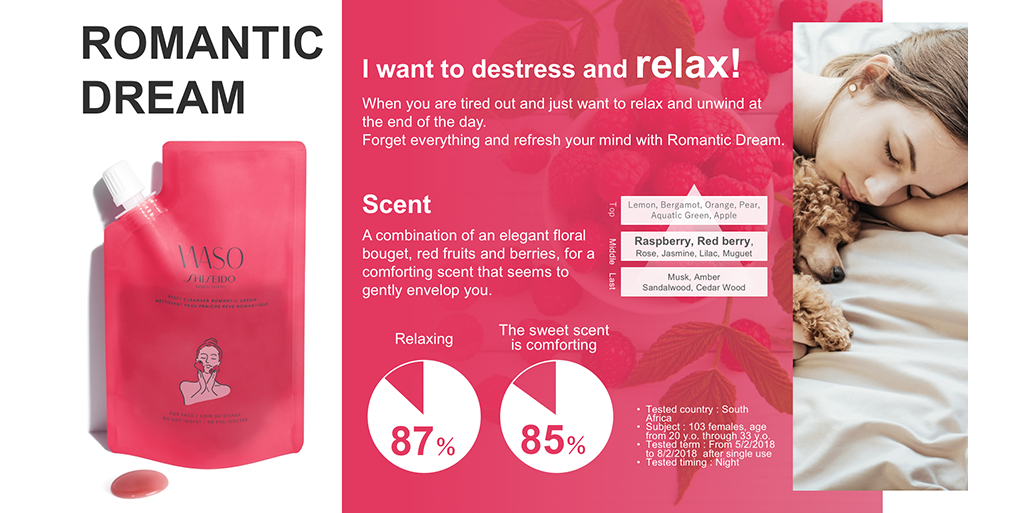 ROMANTIC
DREAM
WASO
SHISEIDO
RESET CLEANSER ROMANTIC DREAM
I want to destress and relax!
When you are tired out and just want to relax and unwind at
the end of the day.
Forget everything and refresh your mind with Romantic Dream.
Scent
A combination of an elegant floral
bouget, red fruits and berries, for a
comforting scent that seems to
gently envelop you.
Top
Lemon, Bergamot, Orange, Pear,
Aquatic Green, Apple
Middle
Raspberry, Red berry,
Rose, Jasmine, Lilac, Muguet
Last
Musk, Amber
Sandalwood, Cedar Wood
Relaxing
87%
The sweet scent
is comforting
85%
• Tested country : South
Africa
• Subject : 103 females, age
from 20 y.o. through 33 y.o.
• Tested term : From 5/2/2018
to 8/2/2018 after single use
• Tested timing : Night